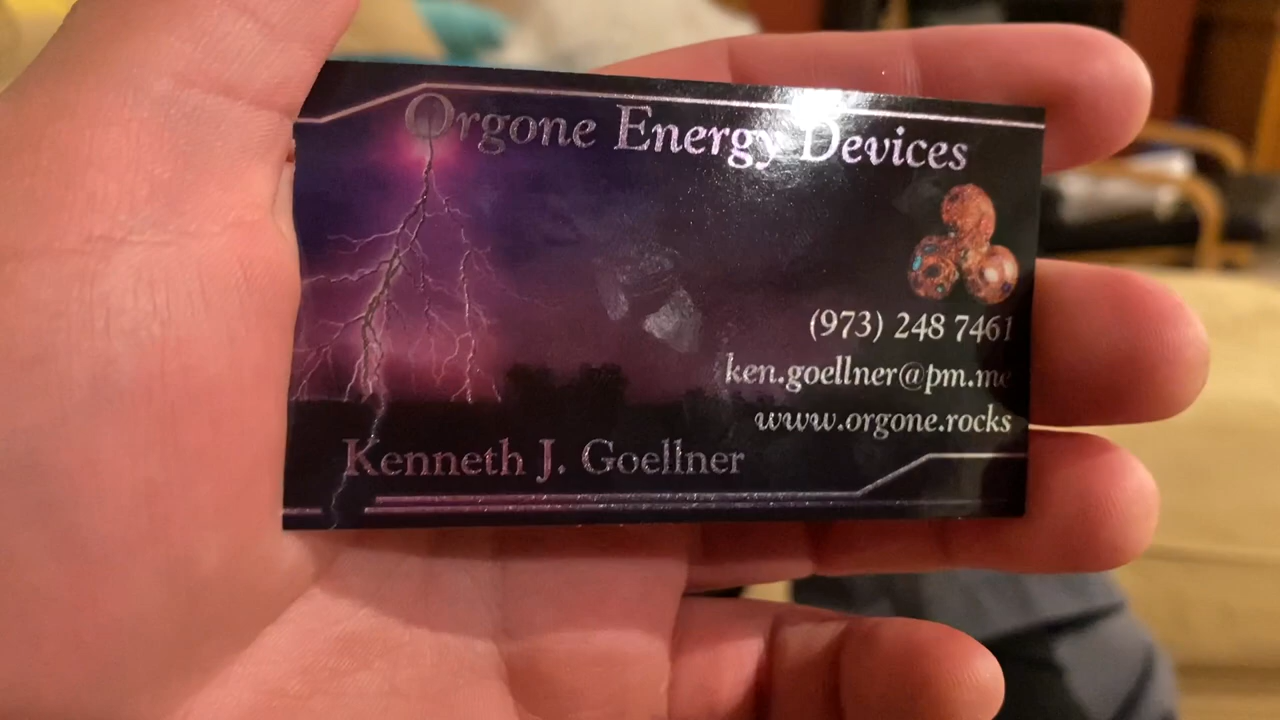 Orgone Energy Devices
(973) 248 7461
ken.goellner@pm.me
www.orgone.rocks
Kenneth J. Goellner